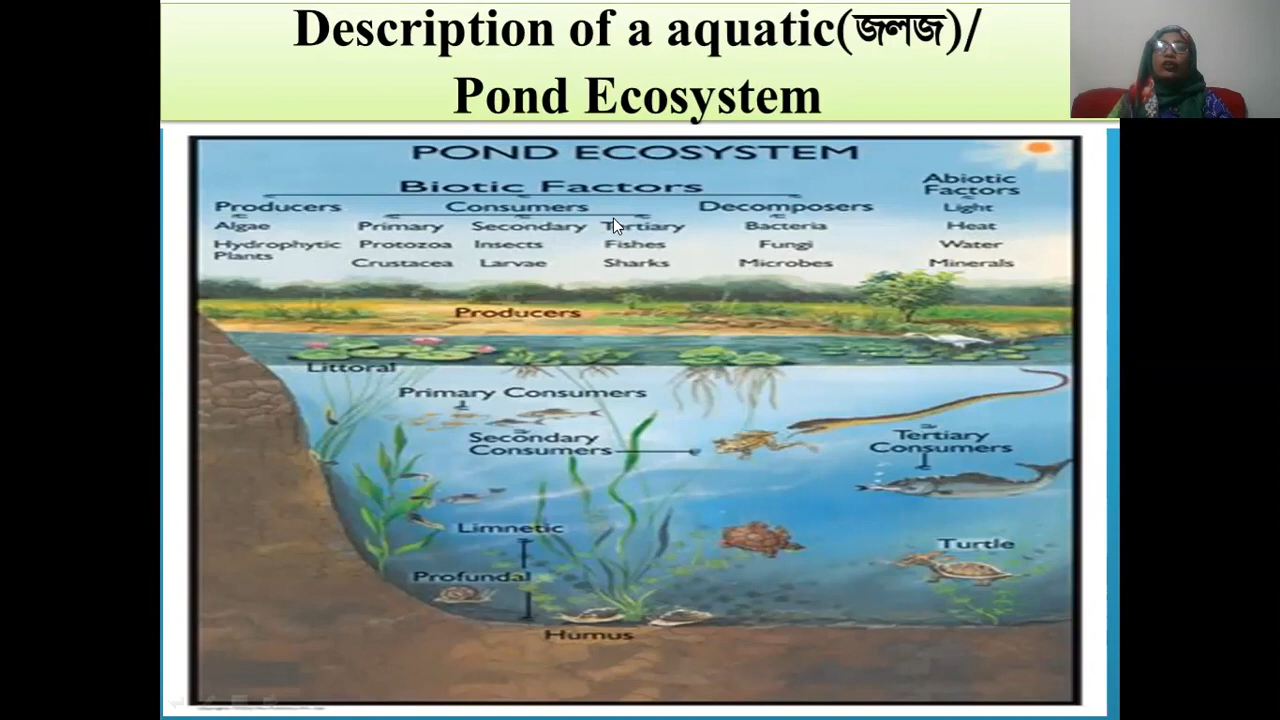 Description of a aquatic(জলজ)/
Pond Ecosystem
POND ECOSYSTEM
Biotic Factors
Abiotic
Factors
Producers
Consumers
Decomposers
Light
Algae
Primary
Secondary
Tertiary
Bacteria
Heat
Hydrophytic
Plants
Protozoa
Insects
Fishes
Fungi
Water
Crustacea
Larvae
Sharks
Microbes
Minerals
Producers
Littoral
Primary Consumers
Secondary
Consumers
Tertiary
Consumers
Limnetic
Turtle
Profundal
Humus